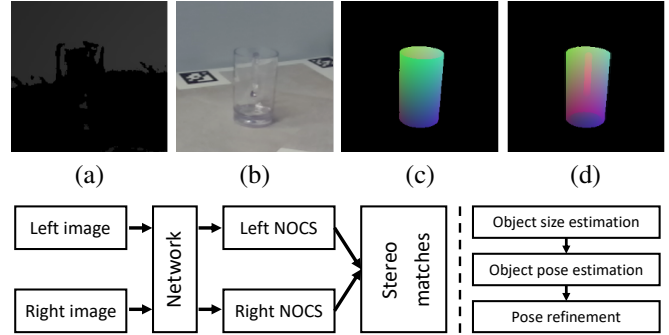 (a) (b) (c) (d)
Left image
Left NOCS
Right image
Right NOCS
Network
Stereo
matches
Object size estimation
Object pose estimation
Pose refinement